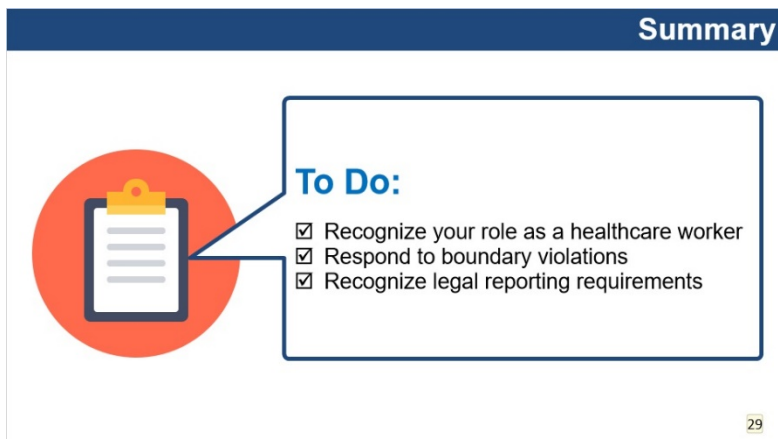 Summary
To Do:
☑ Recognize your role as a healthcare worker
☑ Respond to boundary violations
☑ Recognize legal reporting requirements
29